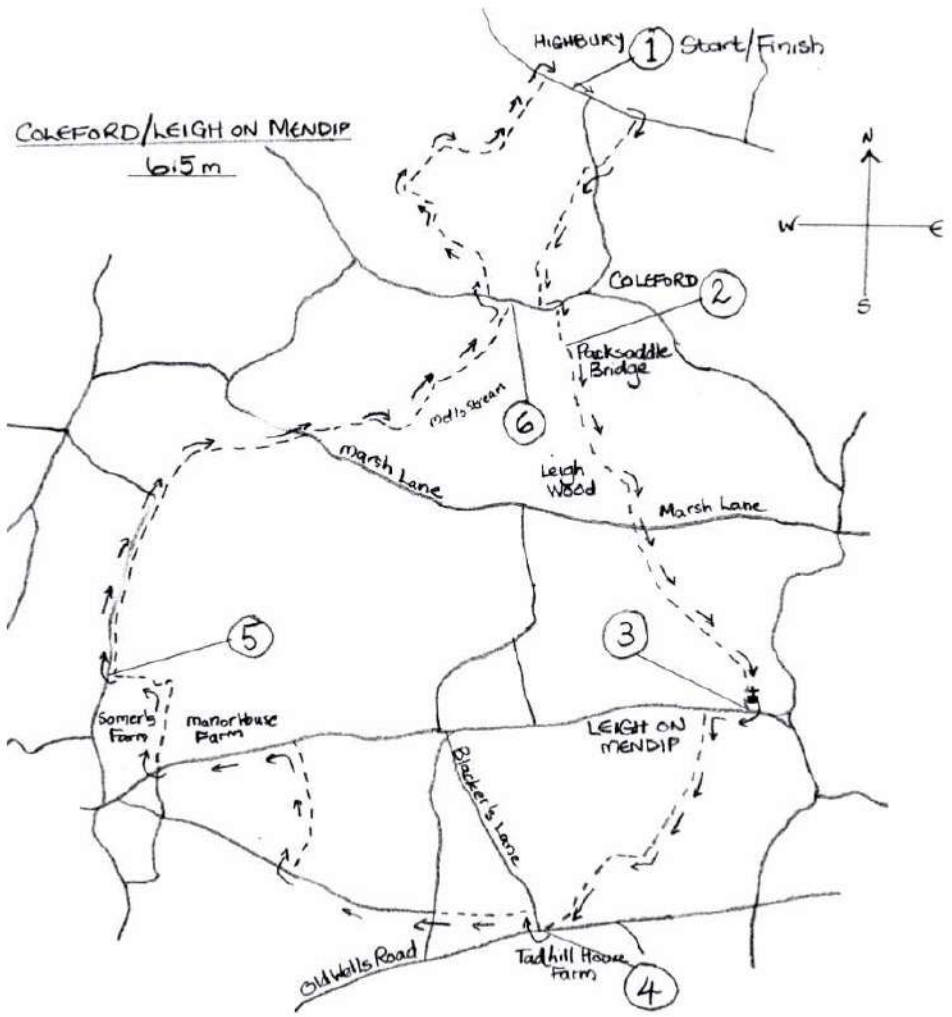 HIGHBURY
1 Start/Finish
COLEFORD/LEIGH ON MENDIP
6.5 m
N
W
E
S
COLEFORD
2
Packsaddle
Bridge
Mells Stream
6
Marsh Lane
Leigh
Wood
Marsh Lane
5
3
Somer's
Farm
Manor House
Farm
LEIGH ON
MENDIP
Blacker's Lane
Old Wells Road
Tadhill House
Farm
4